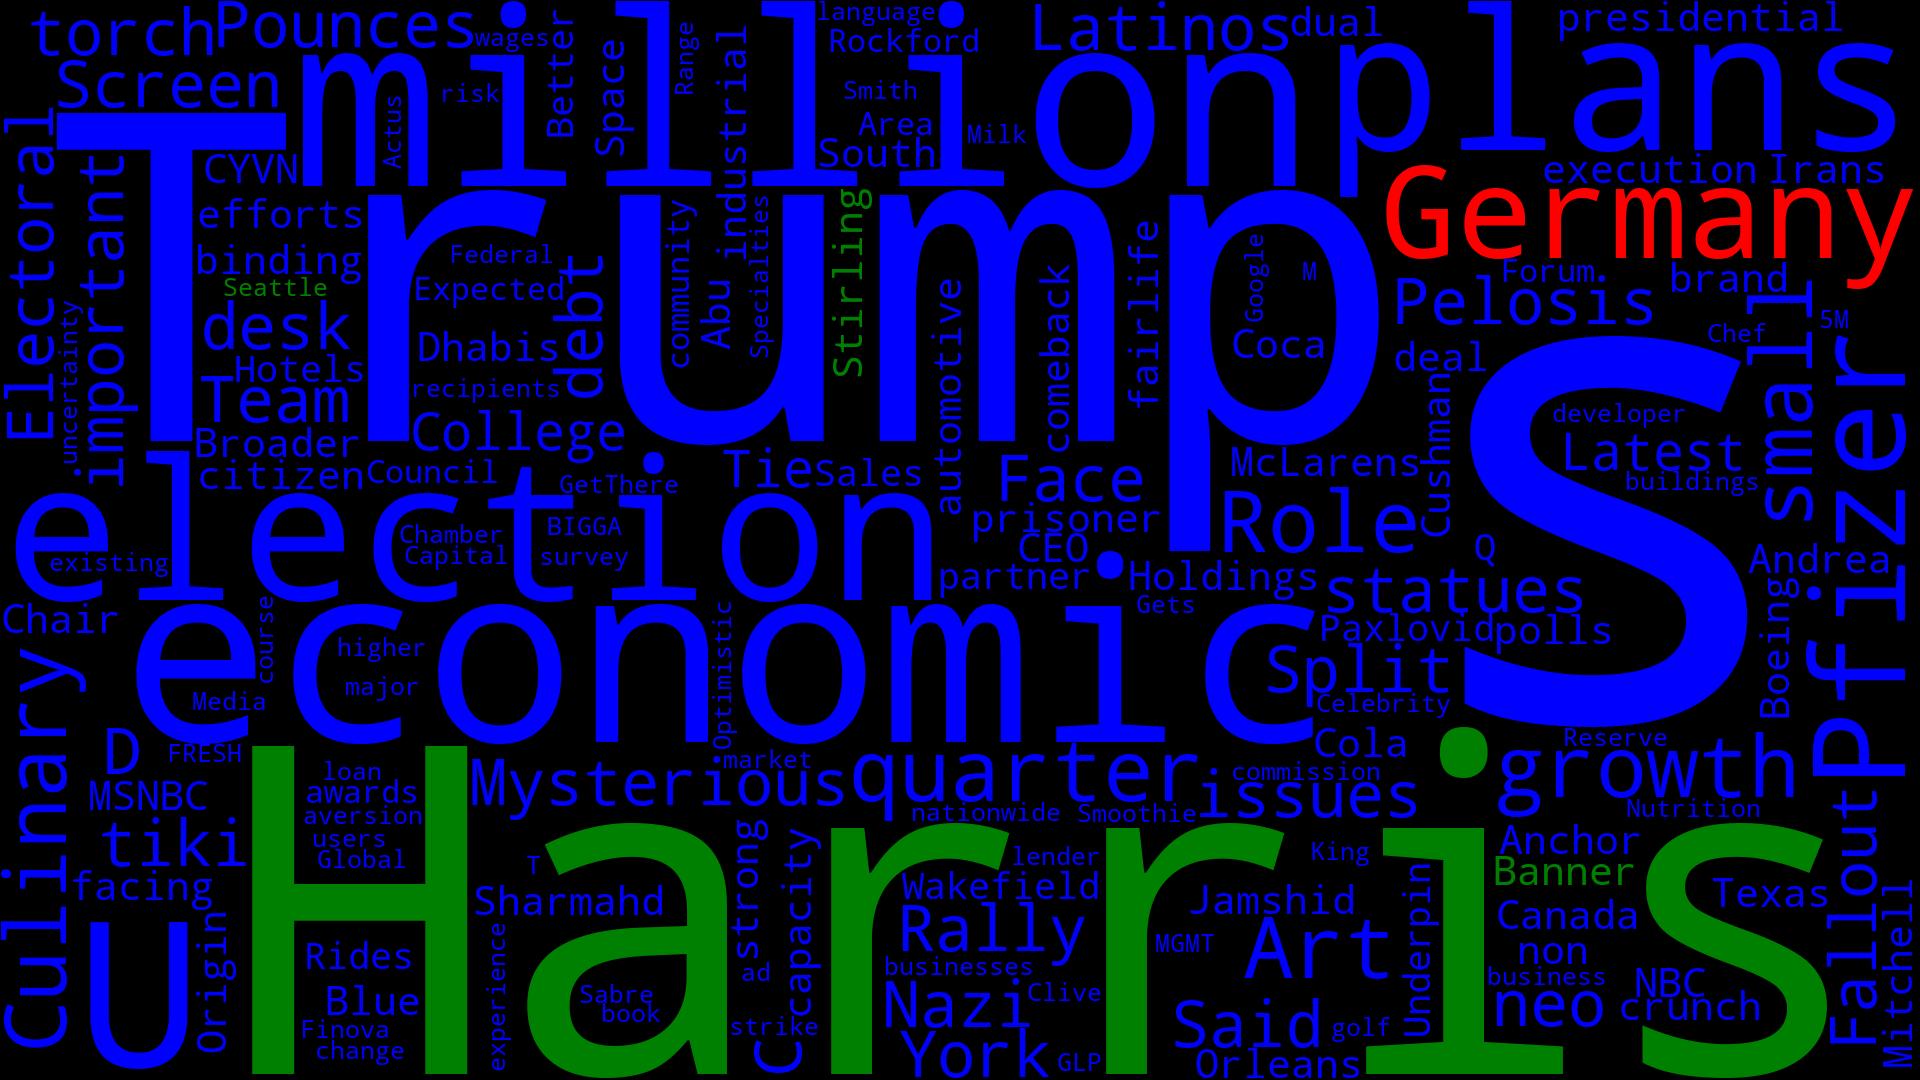 torch
Pounces
wages
language
Rockford
Latinos
dual
presidential
Screen
million
plans
Better
Space
Range
industrial
risk
Actus
Smith
Area
Milk
South
Electoral
important
Trump
CYVN
execution
Irans
Germany
efforts
binding
Seattle
Federal
Expected
community
Abu
Specialities
Stirling
automotive
comeback
fairlife
Google
M
Forum
brand
Pelosis
small
5M
Chef
desk
Hotels
Dhabis
debt
Coca
deal
S
Pfizer
uncertainty
Team
recipients
College
Broader
citizen
Council
GetThere
Tie
Sales
Face
McLarens
Cushman
developer
Latest
buildings
election
Chamber
Capital
BIGGA
survey
existing
prisoner
CEO
partner
Holdings
Role
Q
Andrea
Gets
statues
Chair
course
economic
higher
major
Media
Optimistic
Paxlovid
polls
Split
Celebrity
Boeing
Culinary
D
FRESH
MSNBC
loan
awards
aversion
users
Global
Mysterious
market
quarter
Cola
commission
issues
Reserve
growth
Nutrition
nationwide
Smoothie
tiki
facing
Harris
T
strong
Capacity
lender
King
Anchor
Banner
Texas
Fallout
Mitchell
Sharmahd
Wakefield
Jamshid
Underpin
Canada
U
Origin
Rides
Blue
Finova
change
experience
Sabre
book
ad
strike
Rally
MGMT
Art
non
businesses
business
NBC
Nazi
Clive
Said
golf
neo
crunch
York
GLP
Orleans